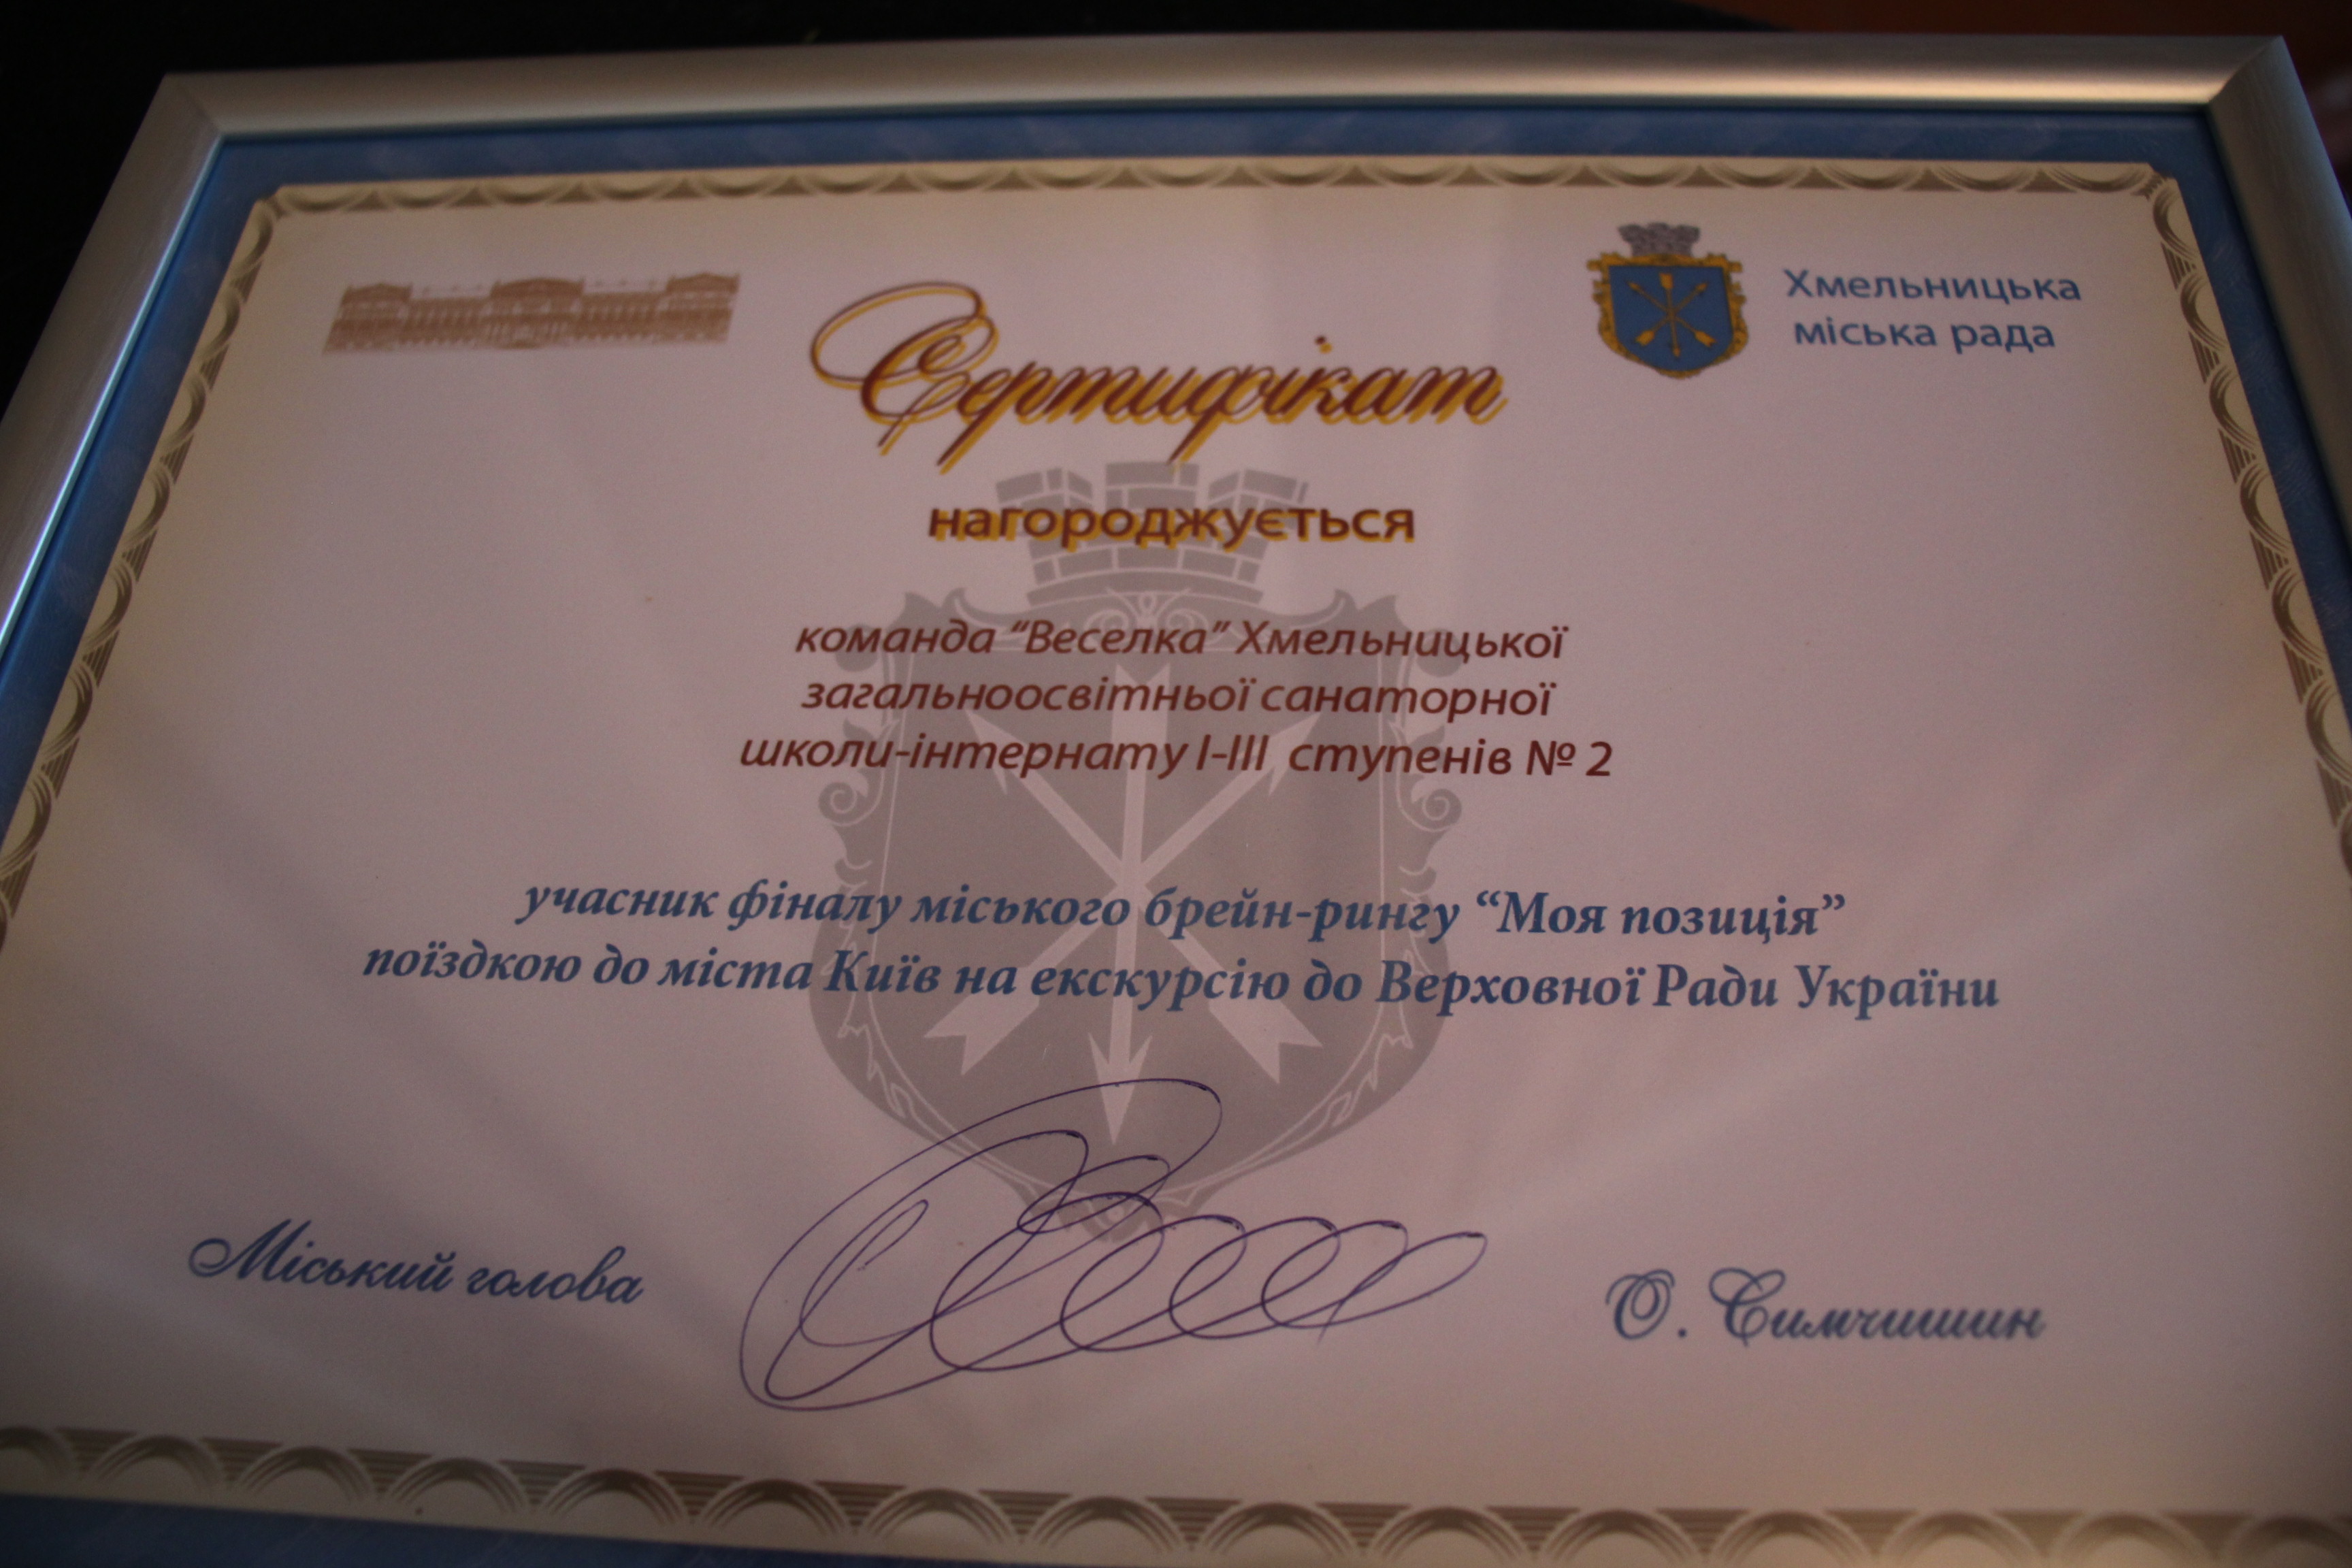 Хмельницька
міська рада
Сертифікат
нагороджується
команда “Веселка” Хмельницької
загальноосвітньої санаторної
школи-інтернату І-ІІІ ступенів № 2
учасник фіналу міського брейн-рингу “Моя позиція”
поїздкою до міста Київ на екскурсію до Верховної Ради України
Міський голова
О. Симчишин